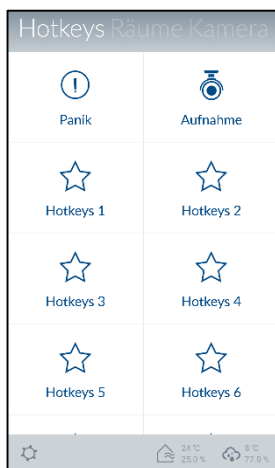 Hotkeys Räume Kamera
Panik Aufnahme
Hotkeys 1 Hotkeys 2
Hotkeys 3 Hotkeys 4
Hotkeys 5 Hotkeys 6
24 °C 8 °C
25.0 % 77.0 %